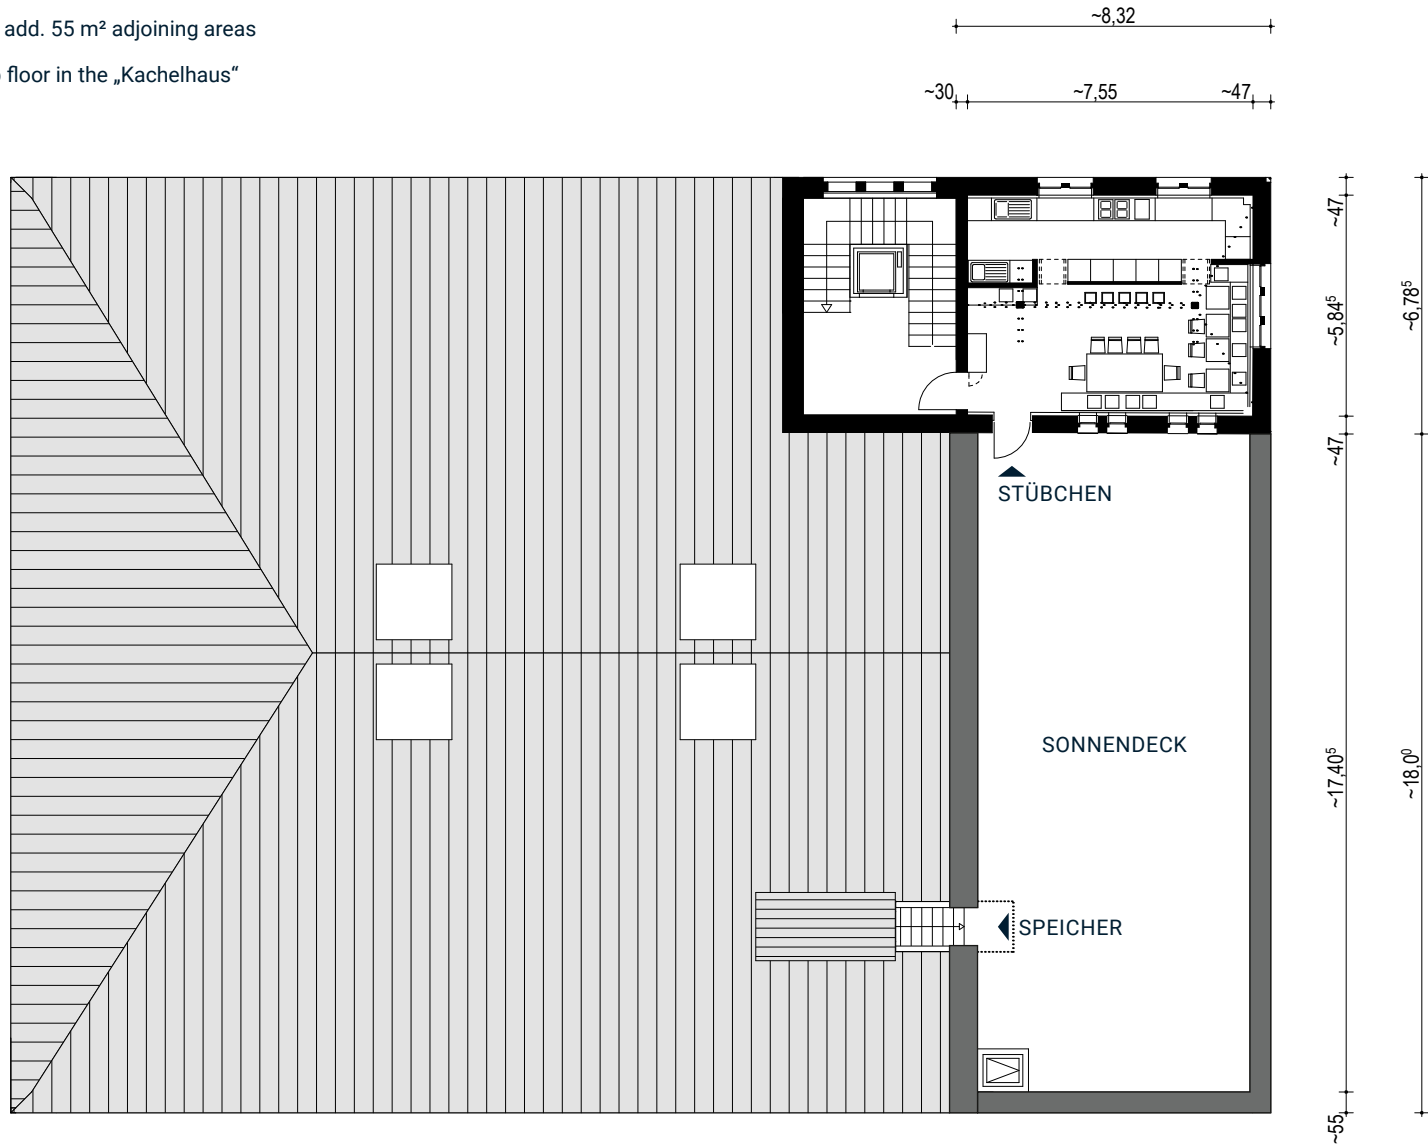 add. 55 m² adjoining areas
floor in the „Kachelhaus“
~8,32
~30 ~7,55 ~47
~47
~5,84⁵
~6,78⁵
~47
STÜBCHEN
SONNENDECK
~17,40⁵
~18,0⁰
SPEICHER
~55